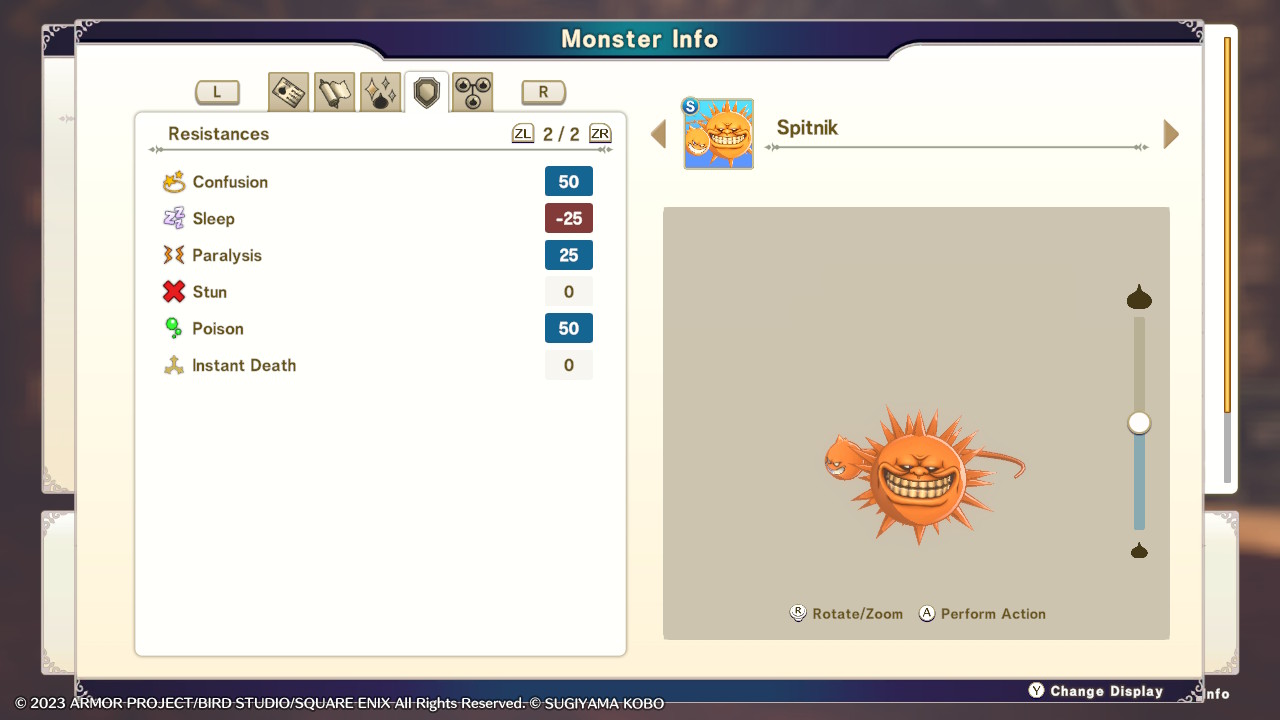 Monster Info
L
R
Resistances
ZL 2 / 2 ZR
Confusion 50
Sleep -25
Paralysis 25
Stun 0
Poison 50
Instant Death 0
S
Spitnik
R Rotate/Zoom A Perform Action
Y Change Display
nfo
© 2023 ARMOR PROJECT/BIRD STUDIO/SQUARE ENIX All Rights Reserved. © SUGIYAMA KOBO